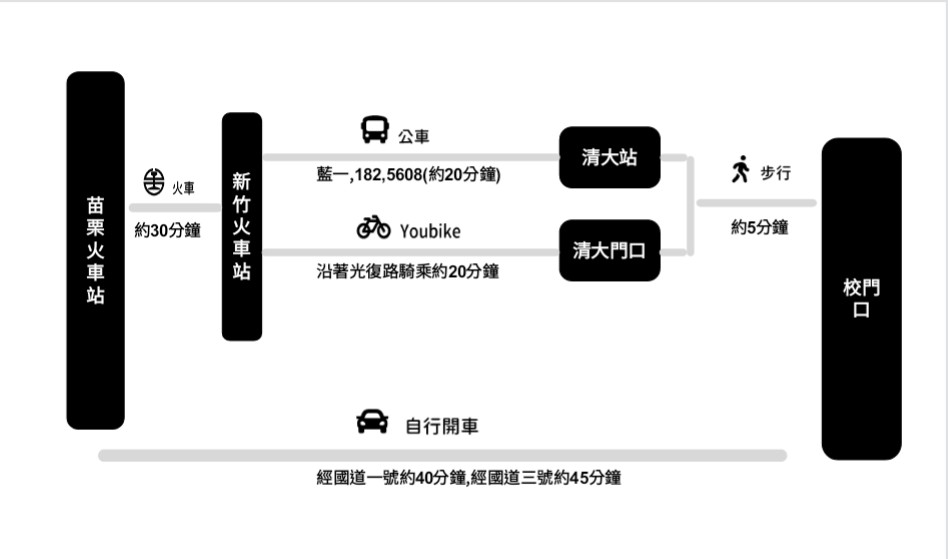 苗栗火車站
火車
約30分鐘
新竹火車站
公車
藍一,182,5608(約20分鐘)
清大站
Youbike
沿著光復路騎乘約20分鐘
清大門口
步行
約5分鐘
校門
口
自行開車
經國道一號約40分鐘,經國道三號約45分鐘